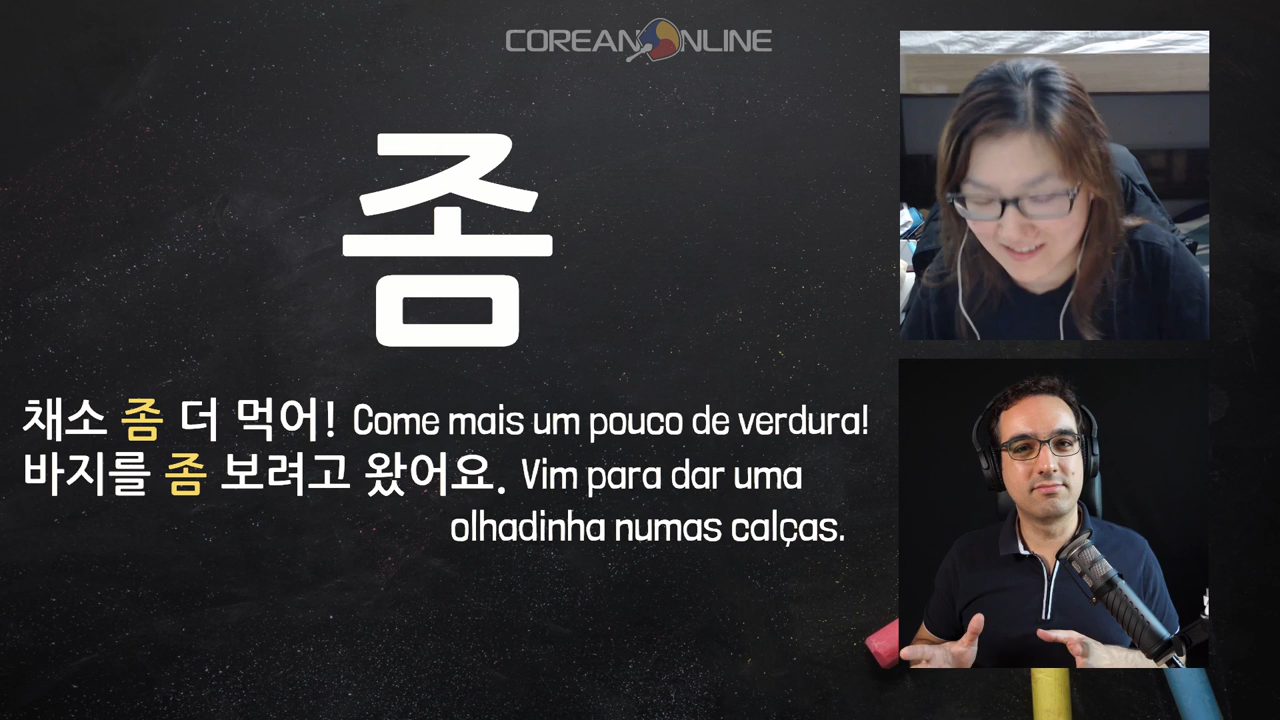 COREANONLINE
좀
채소 좀 더 먹어! Come mais um pouco de verdura!
바지를 좀 보려고 왔어요. Vim para dar uma
olhadinha numas calças.